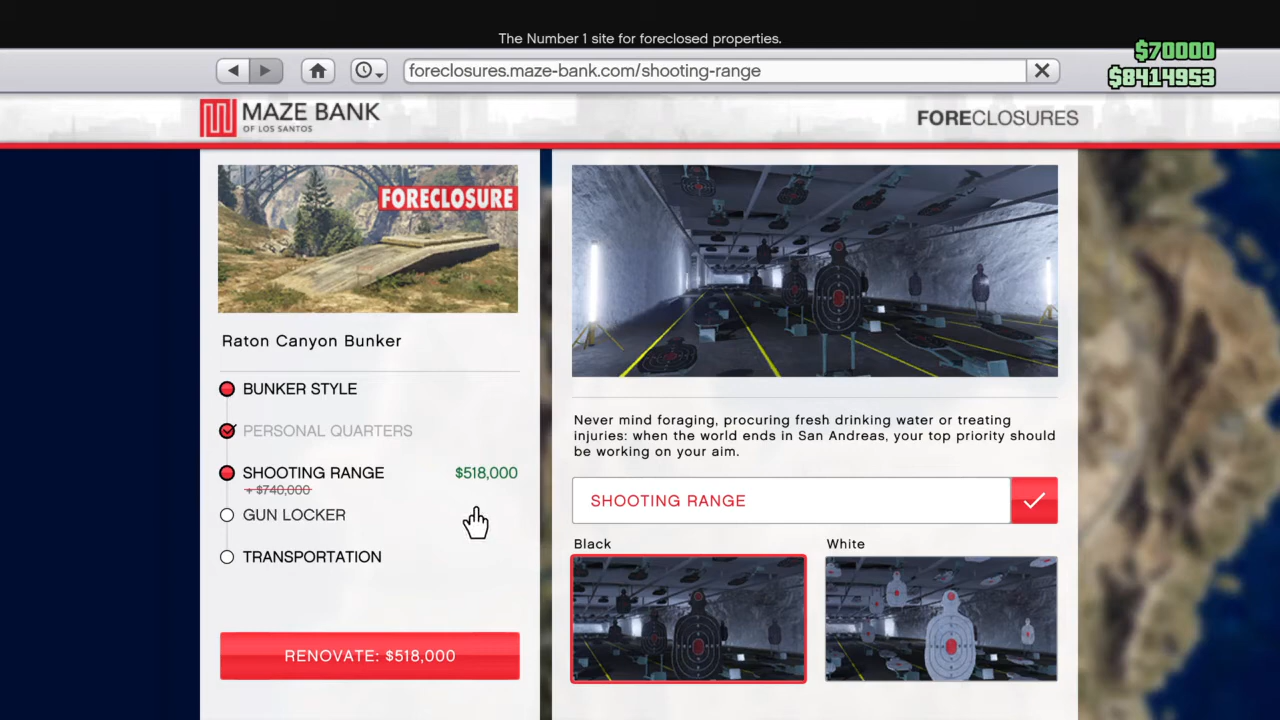 The Number 1 site for foreclosed properties.
$70000
foreclosures.maze-bank.com/shooting-range
$8414953
MAZE BANK
OF LOS SANTOS
FORECLOSURES
FORECLOSURE
Raton Canyon Bunker
BUNKER STYLE
PERSONAL QUARTERS
SHOOTING RANGE $518,000
+ $740,000
GUN LOCKER
TRANSPORTATION
RENOVATE: $518,000
Never mind foraging, procuring fresh drinking water or treating
injuries: when the world ends in San Andreas, your top priority should
be working on your aim.
SHOOTING RANGE
Black
White